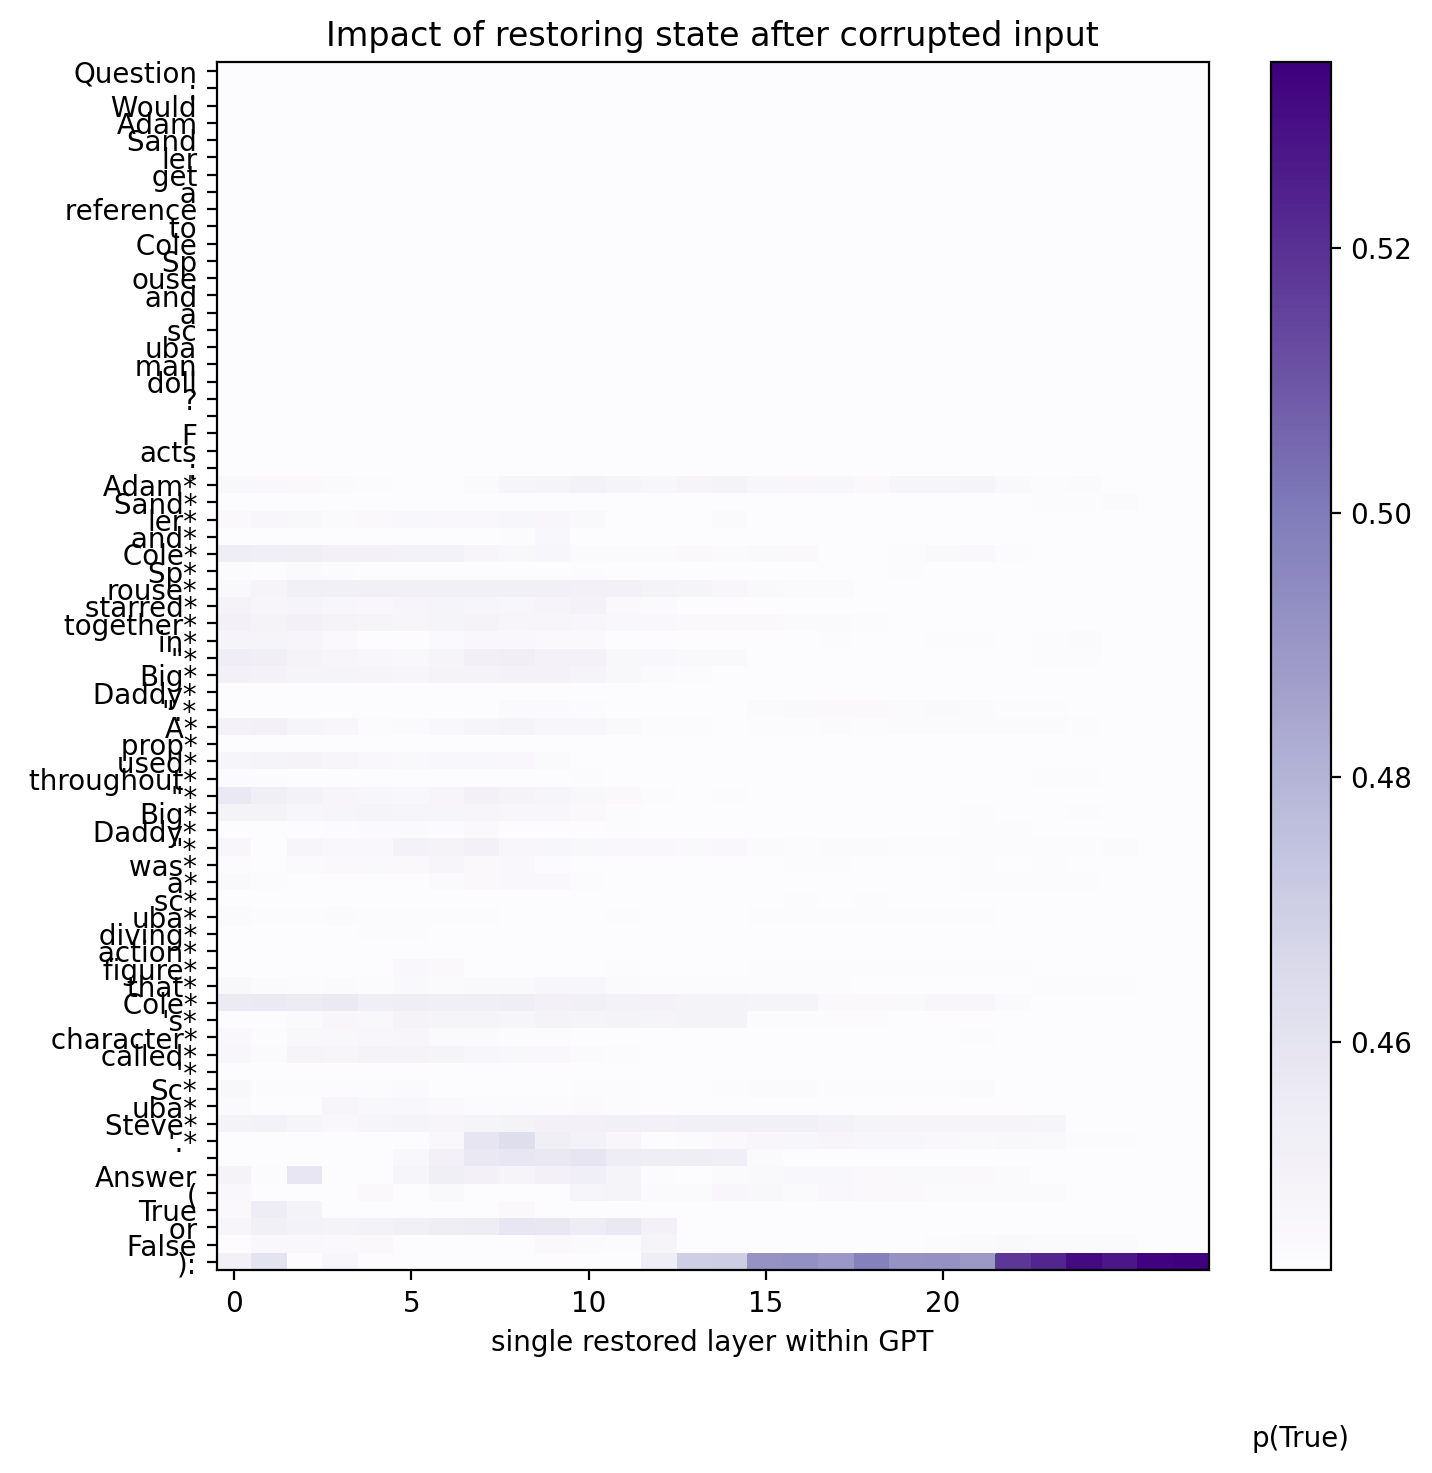 Impact of restoring state after corrupted input
Question
:
Would
Adam
Sand
ler
get
a
reference
to
Cole
Sp
ouse
and
a
sc
uba
man
doll
?
F
acts
:
Adam*
Sand*
ler*
and*
Cole*
Sp*
rouse*
starred*
together*
in*
"*
Big*
Daddy*
".*
A*
prop*
used*
throughout*
"*
Big*
Daddy*
"*
was*
a*
sc*
uba*
diving*
action*
figure*
that*
Cole*
's*
character*
called*
'*
Sc*
uba*
Steve*
'.*
Answer
(
True
or
False
):
0 5 10 15 20
single restored layer within GPT
0.52
0.50
0.48
0.46
p(True)